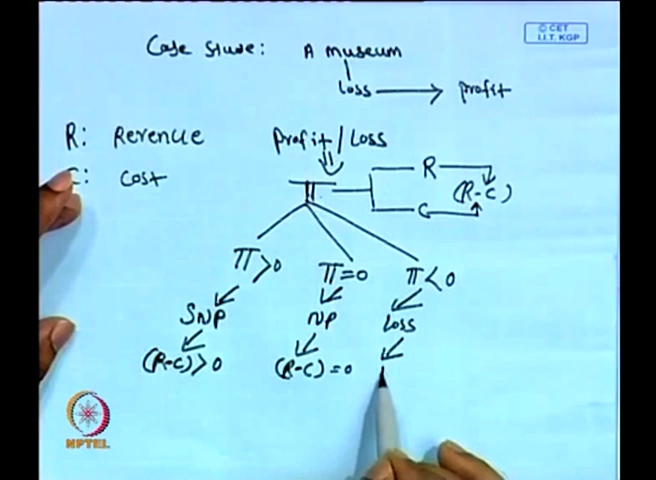 © CET
I.I.T. KGP
Case stude: A museum
loss → profit
R: Revenue Profit / Loss
C: cost
π R
(R-C)
C
π > 0 π = 0 π < 0
SNP NP loss
(R-C) > 0 (R-C) = 0
NPTEL